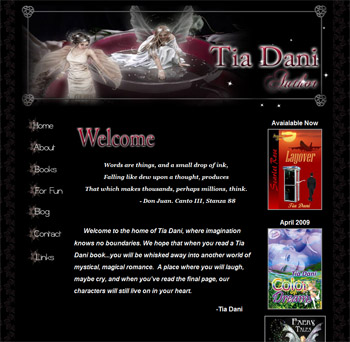 Tia Dani
Author
Home
About
Books
For Fun
Blog
Contact
Links
Welcome
Words are things, and a small drop of ink,
Falling like dew upon a thought, produces
That which makes thousands, perhaps millions, think.
- Don Juan. Canto III, Stanza 88
Welcome to the home of Tia Dani, where imagination
knows no boundaries. We hope that when you read a Tia
Dani book...you will be whisked away into another world of
mystical, magical romance. A place where you will laugh,
maybe cry, and when you've read the final page, our
characters will still live on in your heart.
-Tia Dani
Avaialable Now
Layover
Tia Dani
April 2009
Color
Dreams
Faery
Tales